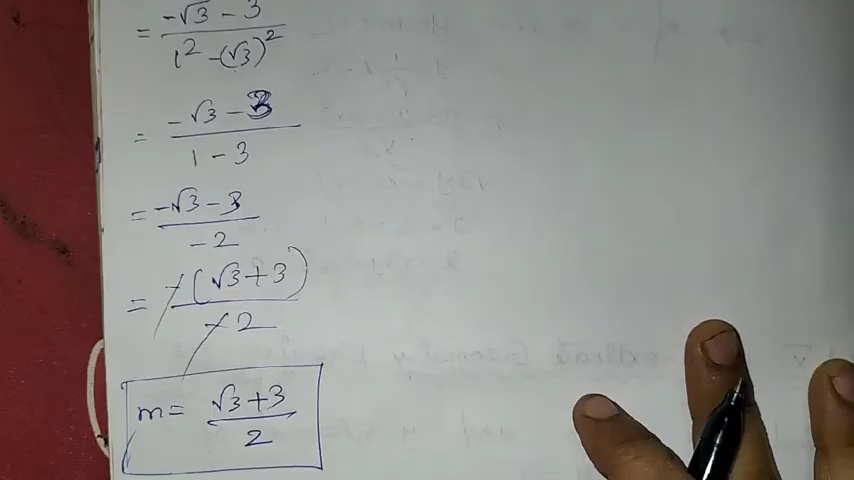 = (-√3 - 3) / (1² - (√3)²)
= (-√3 - 3) / (1 - 3)
= (-√3 - 3) / (-2)
= -(√3 + 3) / (-2)
m = (√3 + 3) / 2